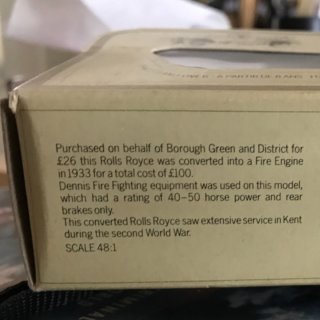 Purchased on behalf of Borough Green and District for
£26 this Rolls Royce was converted into a Fire Engine
in 1933 for a total cost of £100.
Dennis Fire Fighting equipment was used on this model,
which had a rating of 40–50 horse power and rear
brakes only.
This converted Rolls Royce saw extensive service in Kent
during the second World War.
SCALE 48:1